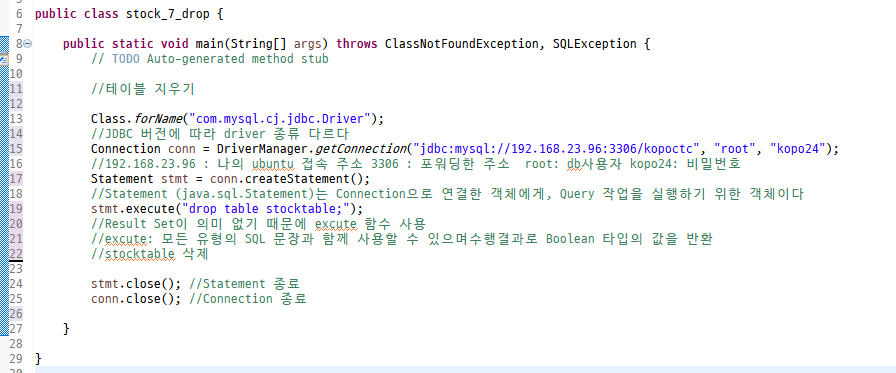 6 public class stock_7_drop {
7
8 public static void main(String[] args) throws ClassNotFoundException, SQLException {
9 // TODO Auto-generated method stub
10
11 //테이블 지우기
12
13 Class.forName("com.mysql.cj.jdbc.Driver");
14 //JDBC 버전에 따라 driver 종류 다르다
15 Connection conn = DriverManager.getConnection("jdbc:mysql://192.168.23.96:3306/kopoctc", "root", "kopo24");
16 //192.168.23.96 : 나의 ubuntu 접속 주소 3306 : 포워딩한 주소  root: db사용자 kopo24: 비밀번호
17 Statement stmt = conn.createStatement();
18 //Statement (java.sql.Statement)는 Connection으로 연결한 객체에게, Query 작업을 실행하기 위한 객체이다
19 stmt.execute("drop table stocktable;");
20 //Result Set이 의미 없기 때문에 excute 함수 사용
21 //excute: 모든 유형의 SQL 문장과 함께 사용할 수 있으며수행결과로 Boolean 타입의 값을 반환
22 //stocktable 삭제
23
24 stmt.close(); //Statement 종료
25 conn.close(); //Connection 종료
26
27 }
28
29 }